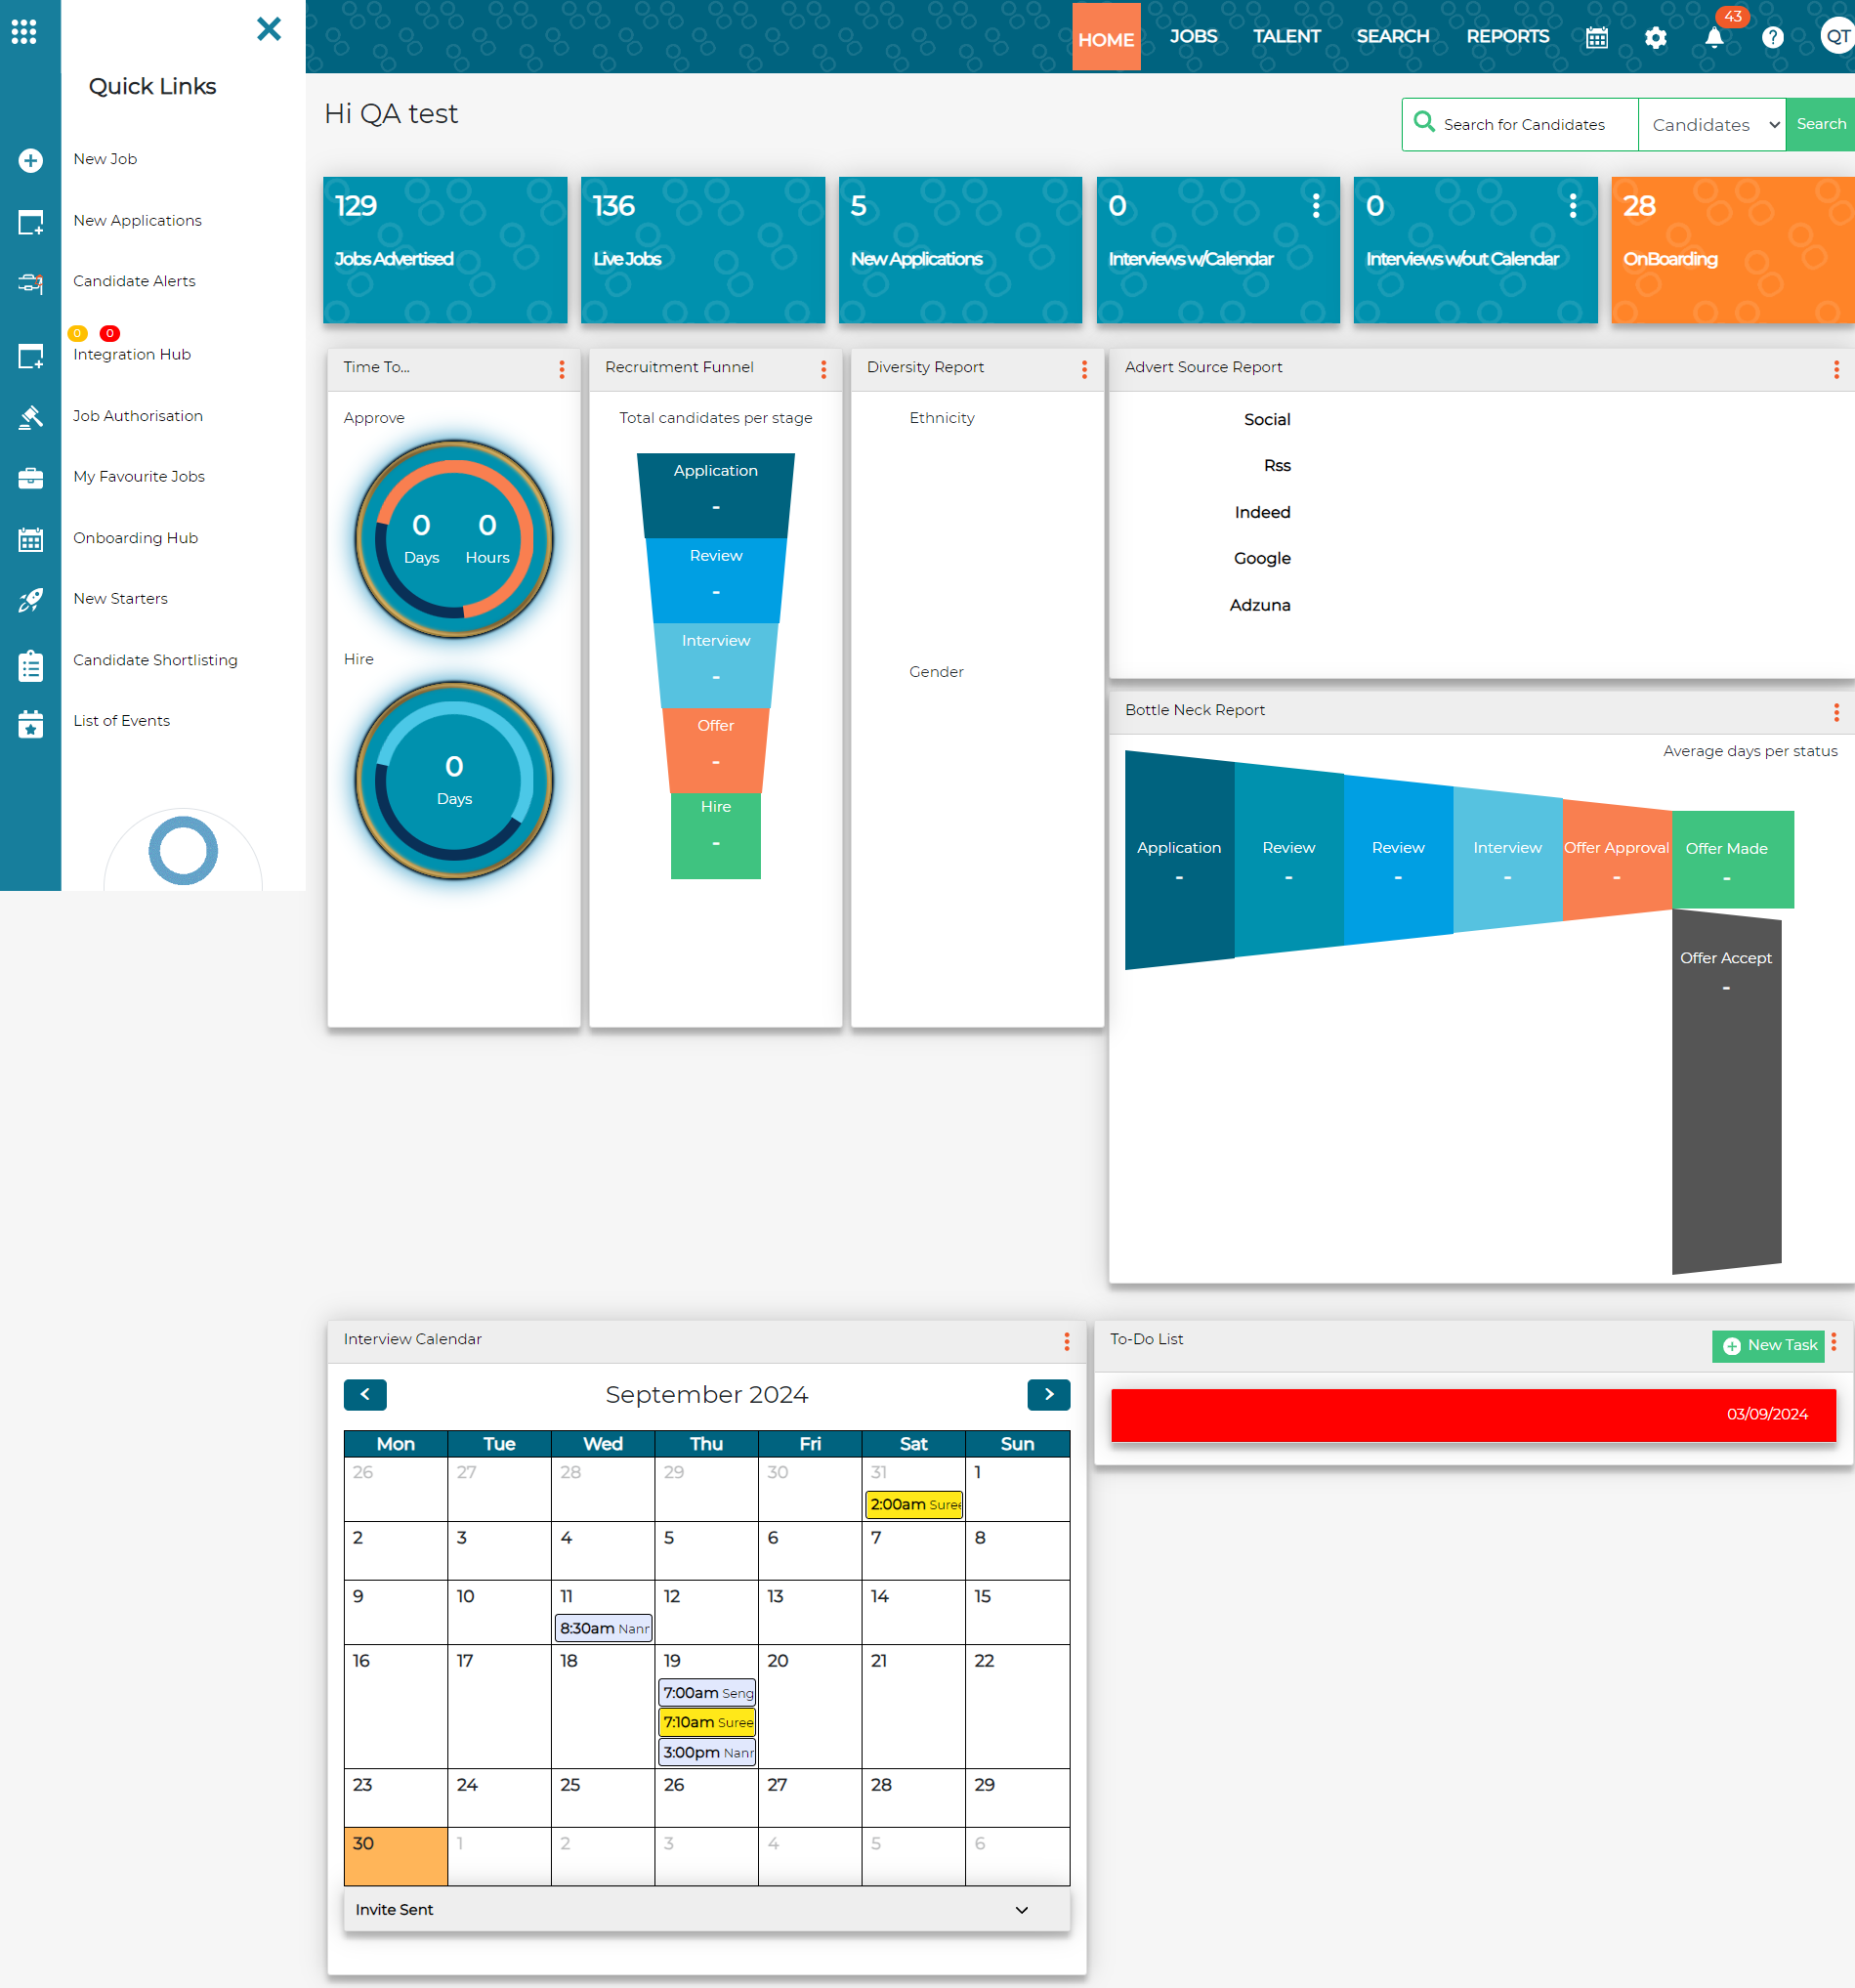 HOME JOBS TALENT SEARCH REPORTS 43 QT
Quick Links
New Job
New Applications
Candidate Alerts
0 0
Integration Hub
Job Authorisation
My Favourite Jobs
Onboarding Hub
New Starters
Candidate Shortlisting
List of Events
Hi QA test
Search for Candidates Candidates Search
129
Jobs Advertised
136
Live Jobs
5
New Applications
0
Interviews w/Calendar
0
Interviews w/out Calendar
28
OnBoarding
Time To...
Approve
0 0
Days Hours
Hire
0
Days
Recruitment Funnel
Total candidates per stage
Application
-
Review
-
Interview
-
Offer
-
Hire
-
Diversity Report
Ethnicity
Gender
Advert Source Report
Social
Rss
Indeed
Google
Adzuna
Bottle Neck Report
Average days per status
Application Review Review Interview Offer Approval Offer Made
- - - - - -
Offer Accept
-
Interview Calendar
September 2024
Mon Tue Wed Thu Fri Sat Sun
26 27 28 29 30 31 1
2:00am Suree
2 3 4 5 6 7 8
9 10 11 12 13 14 15
8:30am
16 17 18 19 20 21 22
7:00am Seng
7:10am Suree
3:00pm
23 24 25 26 27 28 29
30 1 2 3 4 5 6
Invite Sent
To-Do List
New Task
03/09/2024